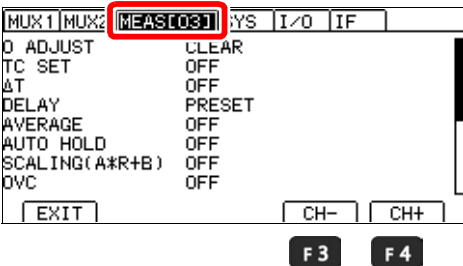 MUX1 MUX2 MEAS[03] SYS I/O IF
0 ADJUST CLEAR
TC SET OFF
ΔT OFF
DELAY PRESET
AVERAGE OFF
AUTO HOLD OFF
SCALING(A*R+B) OFF
OVC OFF
EXIT CH- CH+
F3 F4